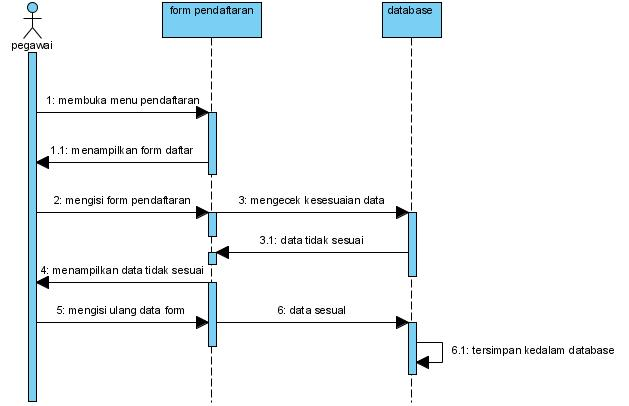 form pendaftaran
database
pegawai
1: membuka menu pendaftaran
1.1: menampilkan form daftar
2: mengisi form pendaftaran
3: mengecek kesesuaian data
3.1: data tidak sesuai
4: menampilkan data tidak sesuai
5: mengisi ulang data form
6: data sesual
6.1: tersimpan kedalam database